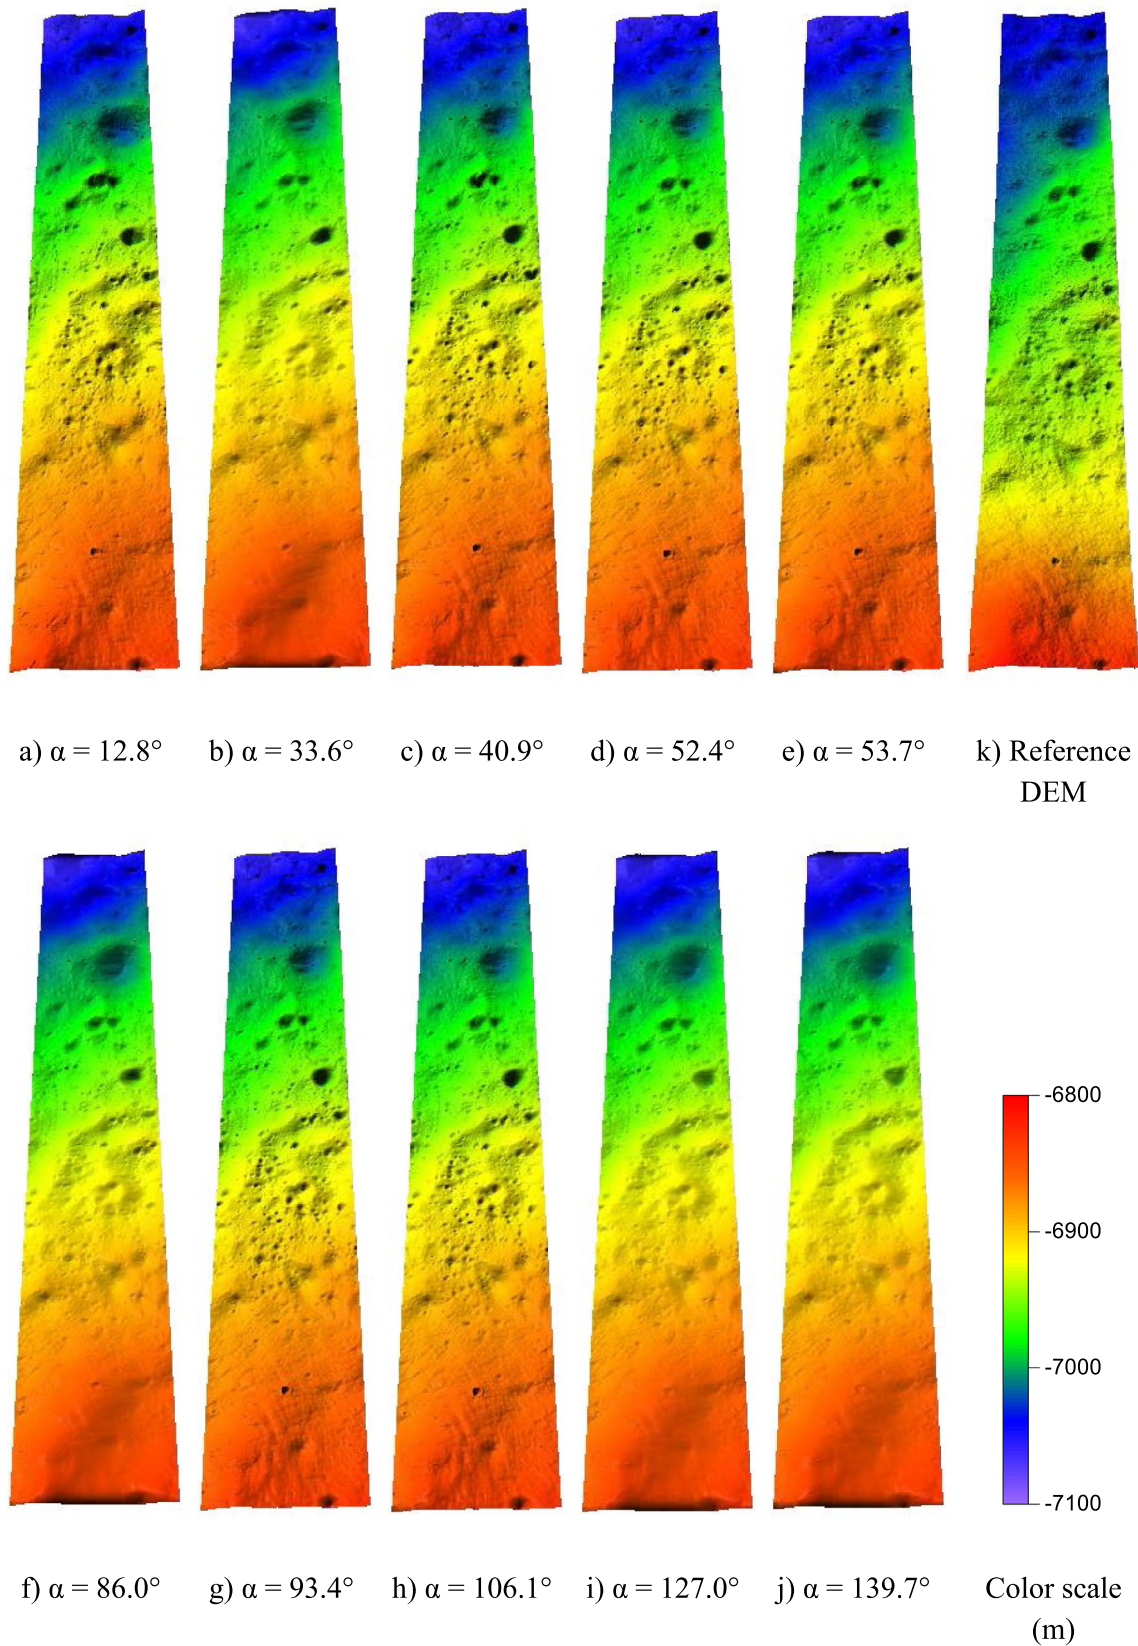 a) α = 12.8°
b) α = 33.6°
c) α = 40.9°
d) α = 52.4°
e) α = 53.7°
k) Reference
DEM
-6800
-6900
-7000
-7100
f) α = 86.0°
g) α = 93.4°
h) α = 106.1°
i) α = 127.0°
j) α = 139.7°
Color scale
(m)